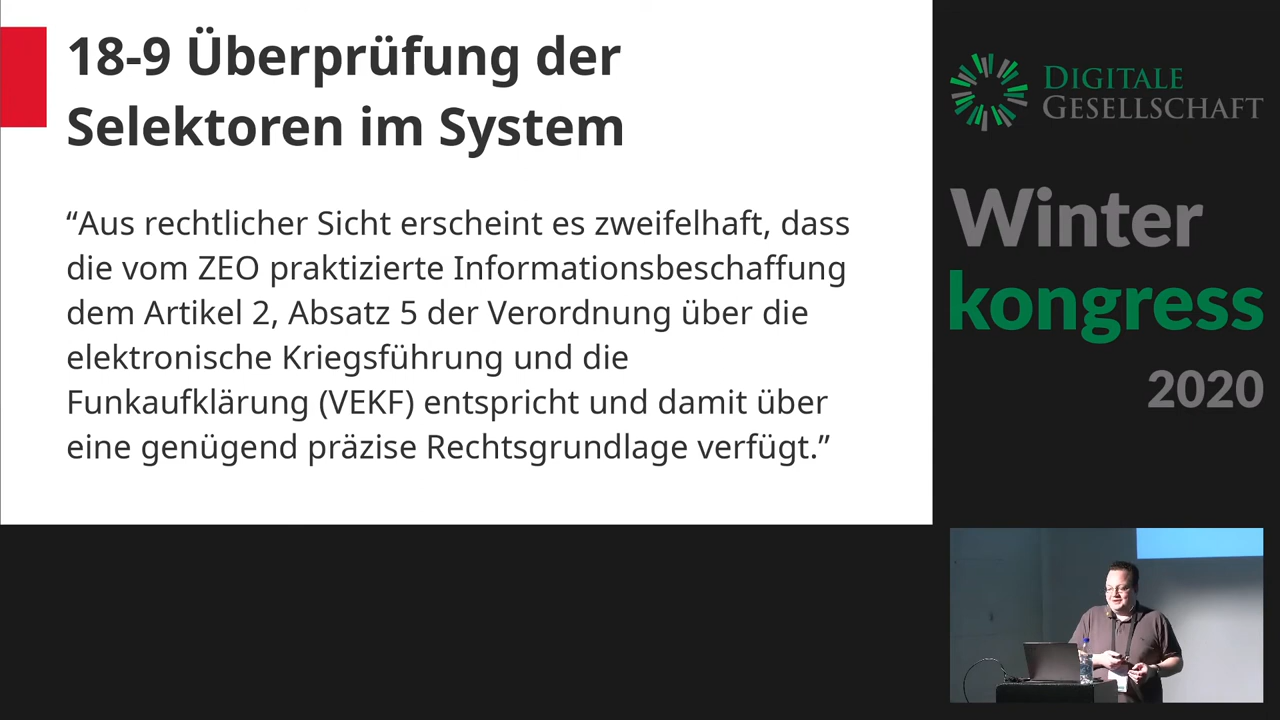 18-9 Überprüfung der
Selektoren im System
“Aus rechtlicher Sicht erscheint es zweifelhaft, dass
die vom ZEO praktizierte Informationsbeschaffung
dem Artikel 2, Absatz 5 der Verordnung über die
elektronische Kriegsführung und die
Funkaufklärung (VEKF) entspricht und damit über
eine genügend präzise Rechtsgrundlage verfügt.”
DIGITALE
GESELLSCHAFT
Winter
kongress
2020